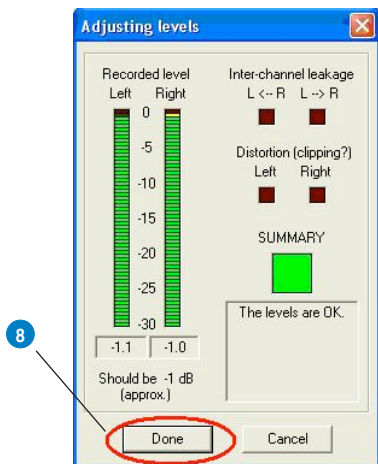 Adjusting levels
Recorded level
Left Right
0
-5
-10
-15
-20
-25
-30
-1.1 -1.0
Should be -1 dB
(approx.)
Inter-channel leakage
L <-- R L --> R
Distortion (clipping?)
Left Right
SUMMARY
The levels are OK.
8
Done Cancel